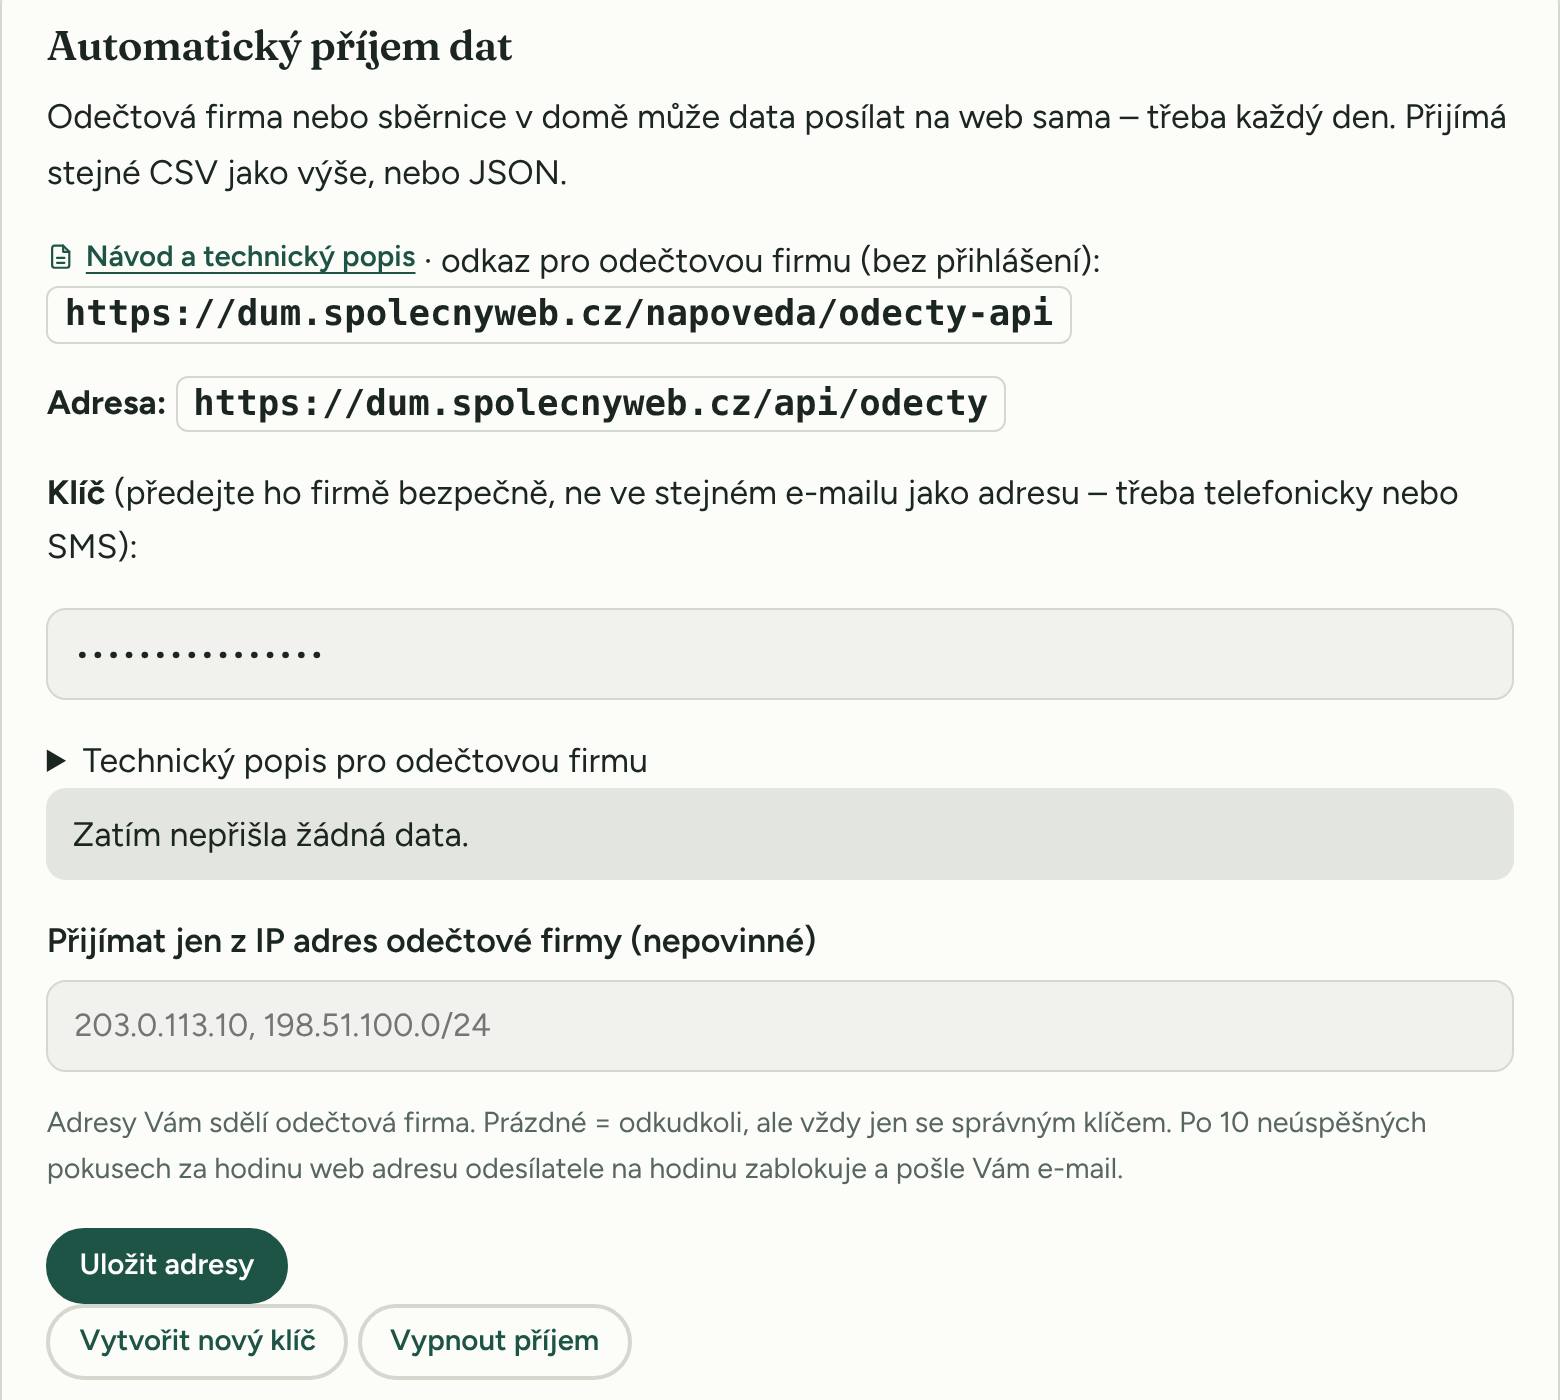 Automatický příjem dat
Odečtová firma nebo sběrnice v domě může data posílat na web sama – třeba každý den. Přijímá
stejné CSV jako výše, nebo JSON.
Návod a technický popis · odkaz pro odečtovou firmu (bez přihlášení):
https://dum.spolecnyweb.cz/napoveda/odecty-api
Adresa: https://dum.spolecnyweb.cz/api/odecty
Klíč (předejte ho firmě bezpečně, ne ve stejném e-mailu jako adresu – třeba telefonicky nebo
SMS):
................
▶ Technický popis pro odečtovou firmu
Zatím nepřišla žádná data.
Přijímat jen z IP adres odečtové firmy (nepovinné)
203.0.113.10, 198.51.100.0/24
Adresy Vám sdělí odečtová firma. Prázdné = odkudkoli, ale vždy jen se správným klíčem. Po 10 neúspěšných
pokusech za hodinu web adresu odesílatele na hodinu zablokuje a pošle Vám e-mail.
Uložit adresy
Vytvořit nový klíč Vypnout příjem